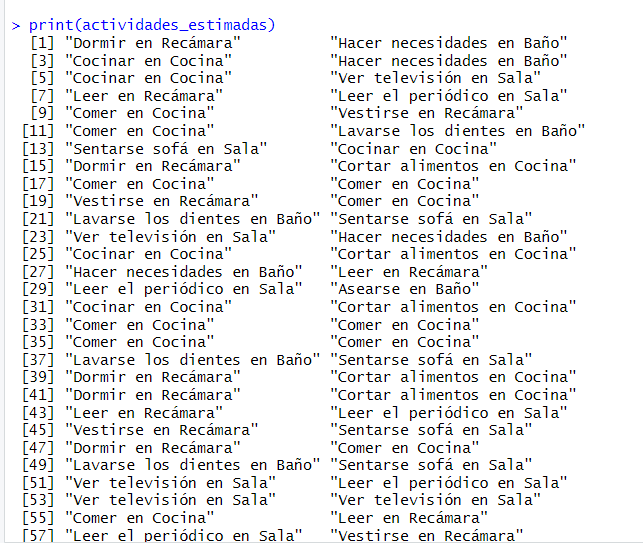 > print(actividades_estimadas)
[1] "Dormir en Recámara" "Hacer necesidades en Baño"
[3] "Cocinar en Cocina" "Hacer necesidades en Baño"
[5] "Cocinar en Cocina" "Ver televisión en Sala"
[7] "Leer en Recámara" "Leer el periódico en Sala"
[9] "Comer en Cocina" "Vestirse en Recámara"
[11] "Comer en Cocina" "Lavarse los dientes en Baño"
[13] "Sentarse sofá en Sala" "Cocinar en Cocina"
[15] "Dormir en Recámara" "Cortar alimentos en Cocina"
[17] "Comer en Cocina" "Comer en Cocina"
[19] "Vestirse en Recámara" "Comer en Cocina"
[21] "Lavarse los dientes en Baño" "Sentarse sofá en Sala"
[23] "Ver televisión en Sala" "Hacer necesidades en Baño"
[25] "Cocinar en Cocina" "Cortar alimentos en Cocina"
[27] "Hacer necesidades en Baño" "Leer en Recámara"
[29] "Leer el periódico en Sala" "Asearse en Baño"
[31] "Cocinar en Cocina" "Cortar alimentos en Cocina"
[33] "Comer en Cocina" "Comer en Cocina"
[35] "Comer en Cocina" "Comer en Cocina"
[37] "Lavarse los dientes en Baño" "Sentarse sofá en Sala"
[39] "Dormir en Recámara" "Cortar alimentos en Cocina"
[41] "Dormir en Recámara" "Cortar alimentos en Cocina"
[43] "Leer en Recámara" "Leer el periódico en Sala"
[45] "Vestirse en Recámara" "Sentarse sofá en Sala"
[47] "Dormir en Recámara" "Comer en Cocina"
[49] "Lavarse los dientes en Baño" "Sentarse sofá en Sala"
[51] "Ver televisión en Sala" "Leer el periódico en Sala"
[53] "Ver televisión en Sala" "Ver televisión en Sala"
[55] "Comer en Cocina" "Leer en Recámara"
[57] "Leer el periódico en Sala" "Vestirse en Recámara"